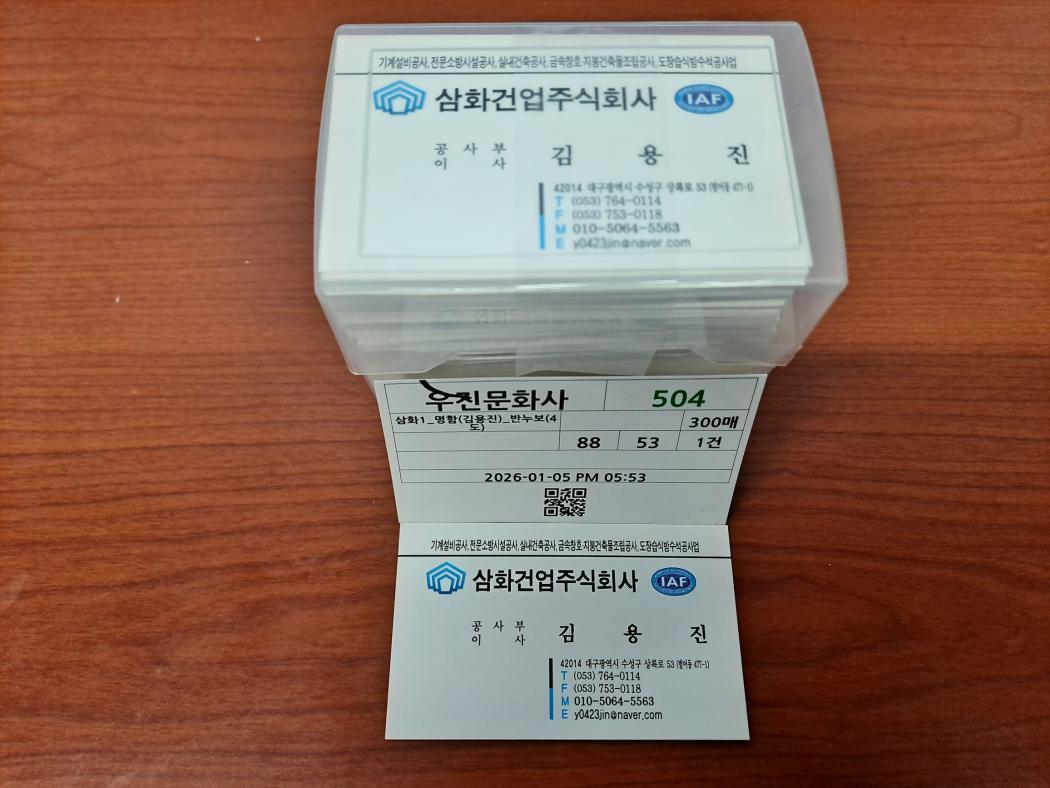 기계설비공사, 전문소방시설공사, 실내건축공사, 금속창호·지붕건축물조립공사, 도장습식방수석공사업
삼화건업주식회사 IAF
공사부 이사 김용진
42014 대구광역시 수성구 상록로 53 (범어동 477-1)
T (053) 764-0114
F (053) 753-0118
M 010-5064-5563
E y0423jin@naver.com
우진문화사 504
삼화1_명함(김용진)_반누보(4도) 300매
88 53 1건
2026-01-05 PM 05:53
기계설비공사, 전문소방시설공사, 실내건축공사, 금속창호·지붕건축물조립공사, 도장습식방수석공사업
삼화건업주식회사 IAF
공사부 이사 김용진
42014 대구광역시 수성구 상록로 53 (범어동 477-1)
T (053) 764-0114
F (053) 753-0118
M 010-5064-5563
E y0423jin@naver.com